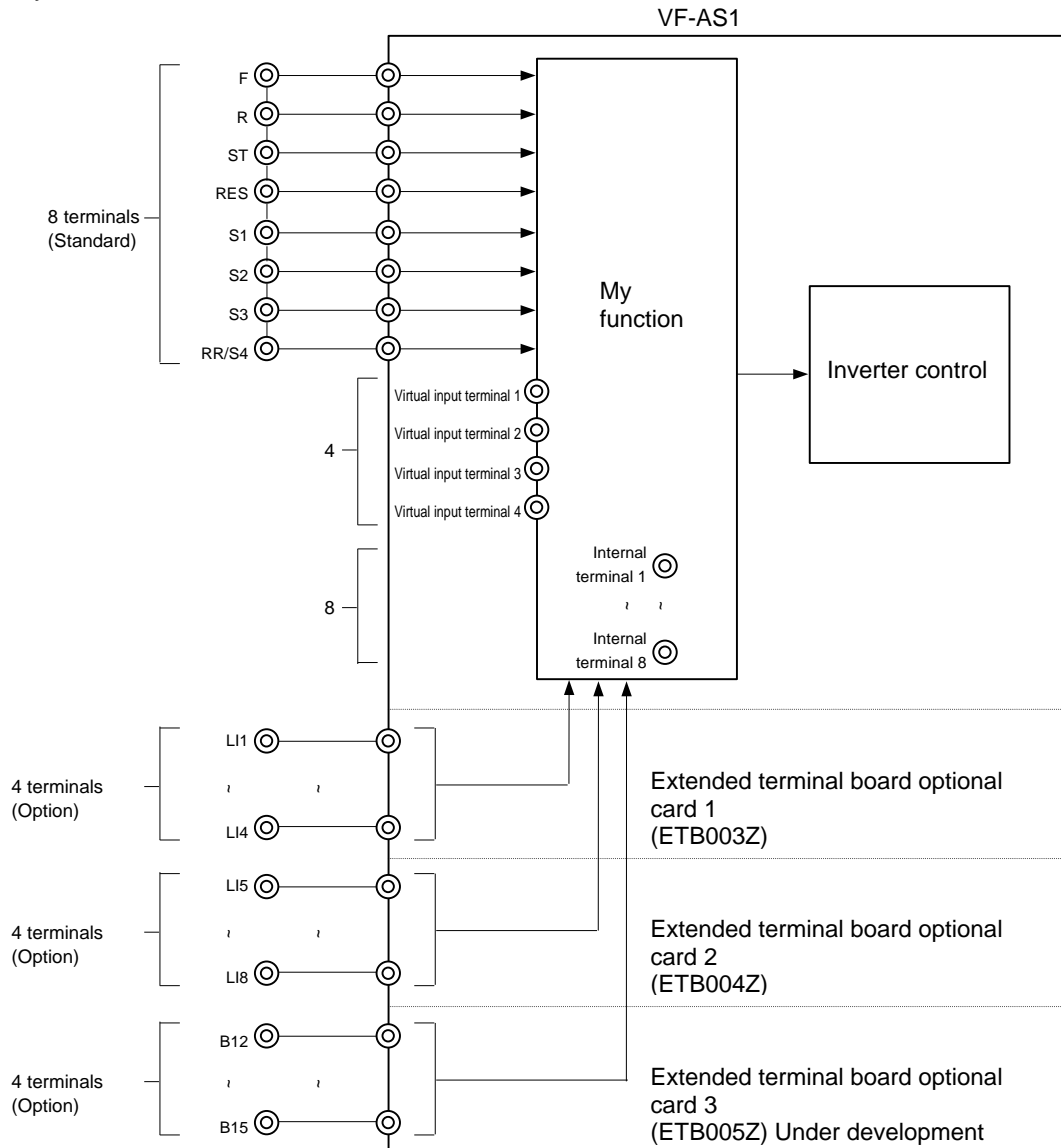 VF-AS1
8 terminals
(Standard)
F
R
ST
RES
S1
S2
S3
RR/S4
My
function
Inverter control
4
Virtual input terminal 1
Virtual input terminal 2
Virtual input terminal 3
Virtual input terminal 4
8
Internal
terminal 1
~ ~
Internal
terminal 8
4 terminals
(Option)
LI1
~ ~
LI4
Extended terminal board optional
card 1
(ETB003Z)
4 terminals
(Option)
LI5
~ ~
LI8
Extended terminal board optional
card 2
(ETB004Z)
4 terminals
(Option)
B12
~ ~
B15
Extended terminal board optional
card 3
(ETB005Z) Under development